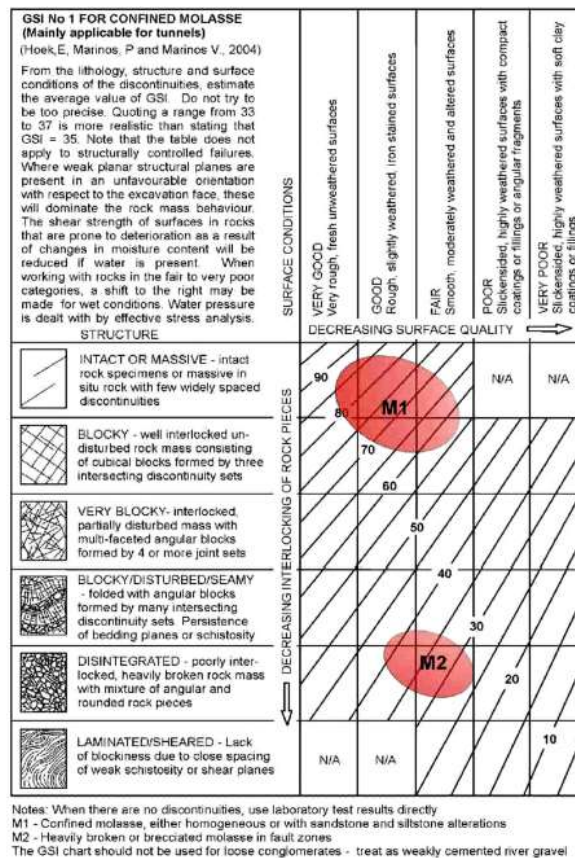 GSI No 1 FOR CONFINED MOLASSE
(Mainly applicable for tunnels)
(Hoek,E, Marinos, P and Marinos V., 2004)
From the lithology, structure and surface
conditions of the discontinuities, estimate
the average value of GSI. Do not try to
be too precise. Quoting a range from 33
to 37 is more realistic than stating that
GSI = 35. Note that the table does not
apply to structurally controlled failures.
Where weak planar structural planes are
present in an unfavourable orientation
with respect to the excavation face, these
will dominate the rock mass behaviour.
The shear strength of surfaces in rocks
that are prone to deterioration as a result
of changes in moisture content will be
reduced if water is present. When
working with rocks in the fair to very poor
categories, a shift to the right may be
made for wet conditions. Water pressure
is dealt with by effective stress analysis.
STRUCTURE
SURFACE CONDITIONS
VERY GOOD
Very rough, fresh unweathered surfaces
GOOD
Rough, slightly weathered, iron stained surfaces
FAIR
Smooth, moderately weathered and altered surfaces
POOR
Slickensided, highly weathered surfaces with compact
coatings or fillings or angular fragments
VERY POOR
Slickensided, highly weathered surfaces with soft clay
coatings or fillings
DECREASING SURFACE QUALITY
DECREASING INTERLOCKING OF ROCK PIECES
INTACT OR MASSIVE - intact
rock specimens or massive in
situ rock with few widely spaced
discontinuities
90
80
M1
N/A
N/A
BLOCKY - well interlocked un-
disturbed rock mass consisting
of cubical blocks formed by three
intersecting discontinuity sets
70
60
VERY BLOCKY- interlocked,
partially disturbed mass with
multi-faceted angular blocks
formed by 4 or more joint sets
50
BLOCKY/DISTURBED/SEAMY
- folded with angular blocks
formed by many intersecting
discontinuity sets. Persistence
of bedding planes or schistosity
40
30
DISINTEGRATED - poorly inter-
locked, heavily broken rock mass
with mixture of angular and
rounded rock pieces
M2
20
LAMINATED/SHEARED - Lack
of blockiness due to close spacing
of weak schistosity or shear planes
N/A
N/A
10
Notes: When there are no discontinuities, use laboratory test results directly
M1 - Confined molasse, either homogeneous or with sandstone and siltstone alterations
M2 - Heavily broken or brecciated molasse in fault zones
The GSI chart should not be used for loose conglomerates - treat as weakly cemented river gravel